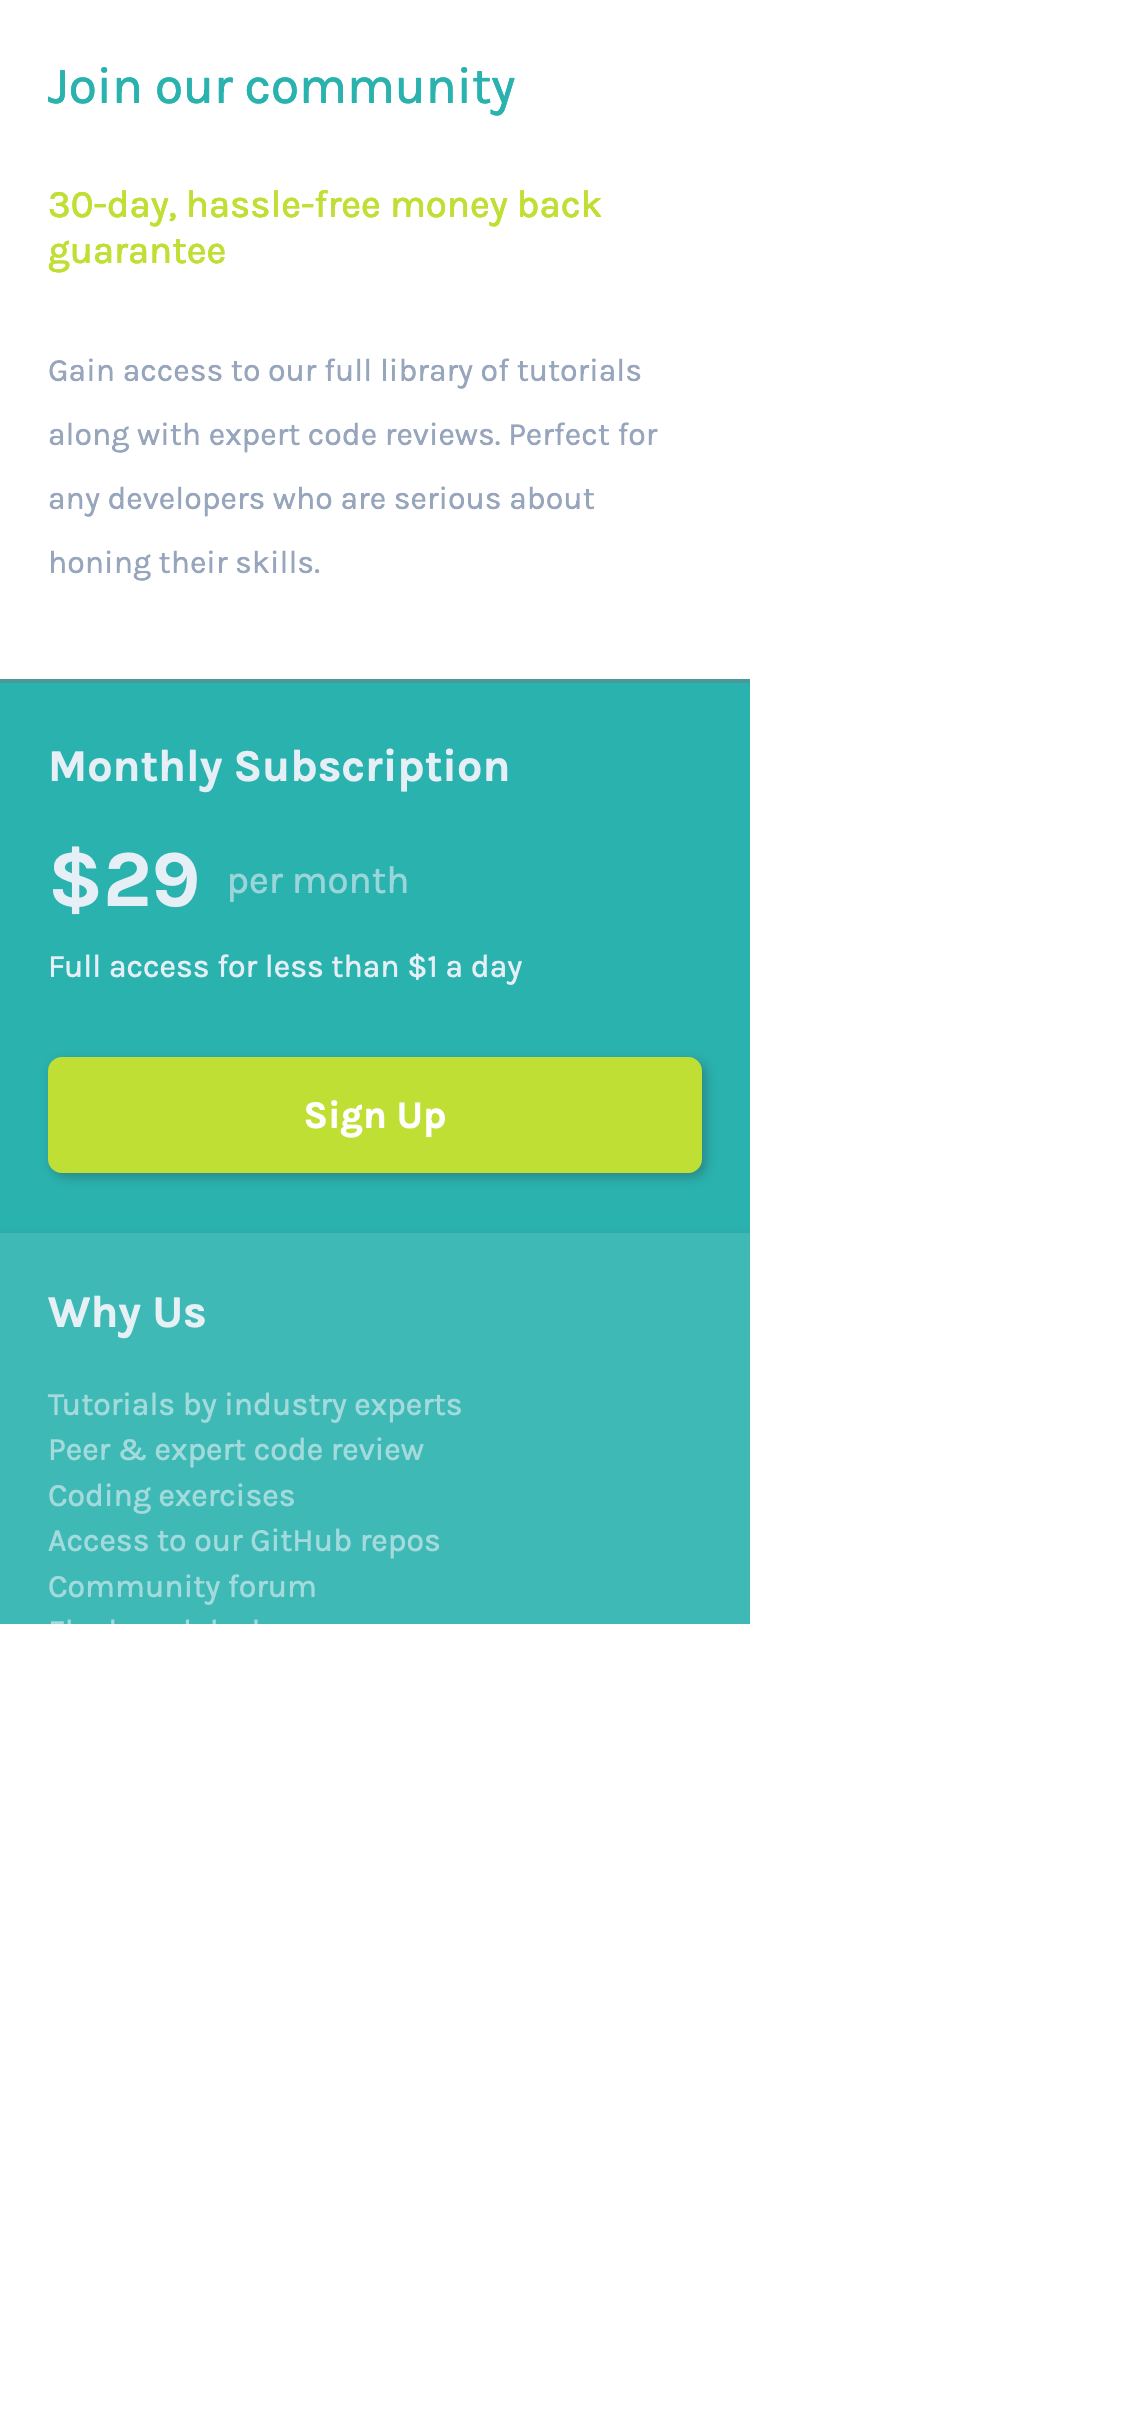 Join our community
30-day, hassle-free money back
guarantee
Gain access to our full library of tutorials
along with expert code reviews. Perfect for
any developers who are serious about
honing their skills.
Monthly Subscription
$29 per month
Full access for less than $1 a day
Sign Up
Why Us
Tutorials by industry experts
Peer & expert code review
Coding exercises
Access to our GitHub repos
Community forum